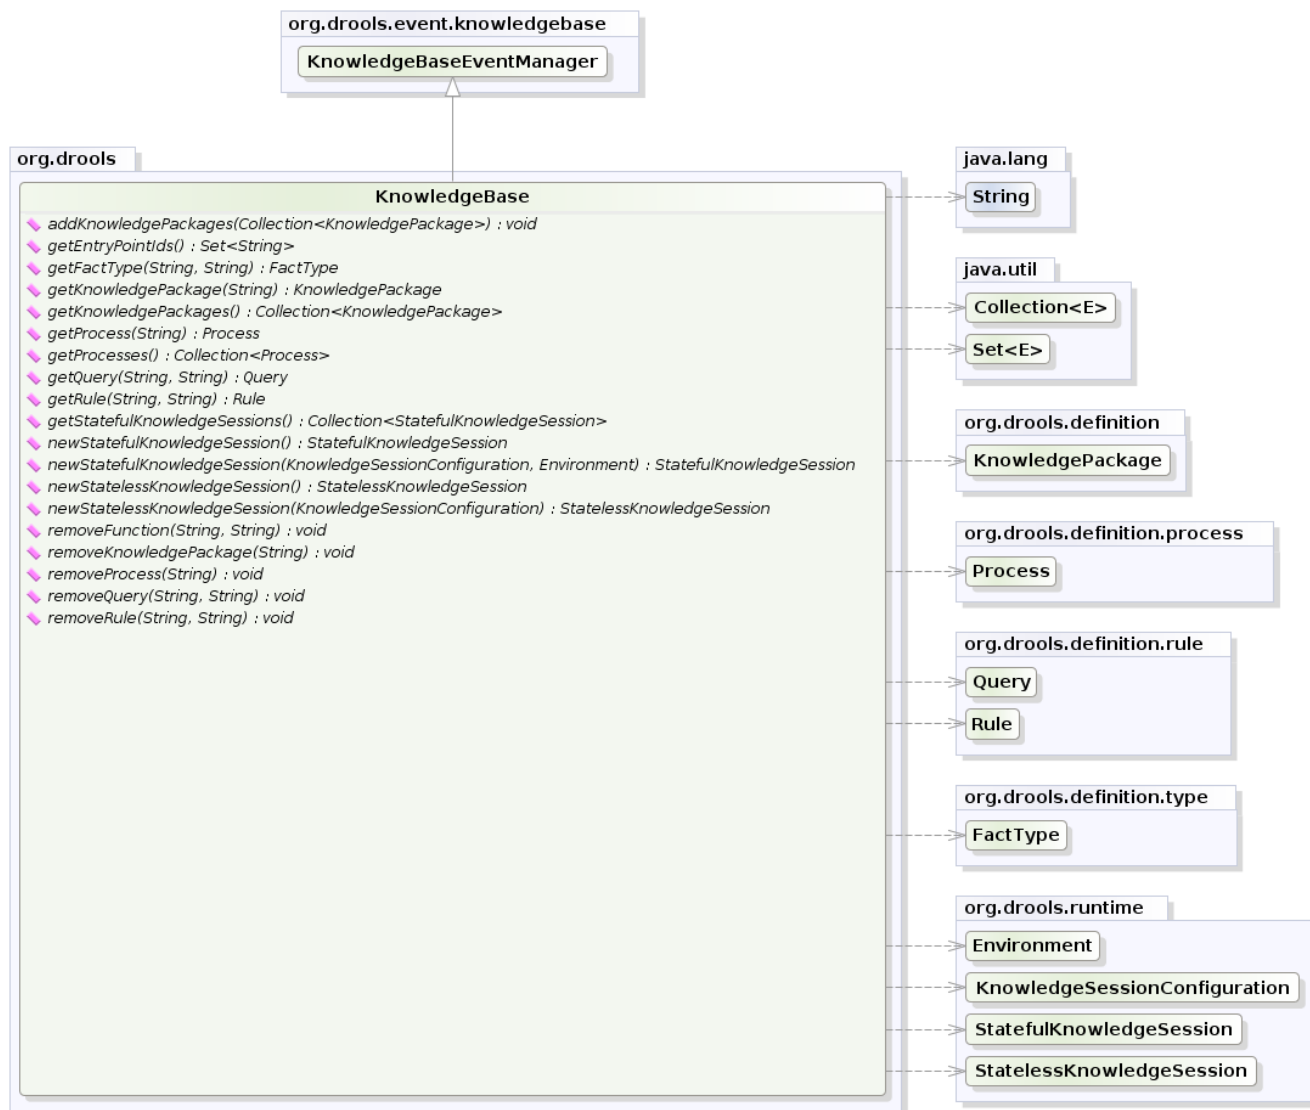 org.drools.event.knowledgebase
KnowledgeBaseEventManager
org.drools
KnowledgeBase
addKnowledgePackages(Collection<KnowledgePackage>) : void
getEntryPointIds() : Set<String>
getFactType(String, String) : FactType
getKnowledgePackage(String) : KnowledgePackage
getKnowledgePackages() : Collection<KnowledgePackage>
getProcess(String) : Process
getProcesses() : Collection<Process>
getQuery(String, String) : Query
getRule(String, String) : Rule
getStatefulKnowledgeSessions() : Collection<StatefulKnowledgeSession>
newStatefulKnowledgeSession() : StatefulKnowledgeSession
newStatefulKnowledgeSession(KnowledgeSessionConfiguration, Environment) : StatefulKnowledgeSession
newStatelessKnowledgeSession() : StatelessKnowledgeSession
newStatelessKnowledgeSession(KnowledgeSessionConfiguration) : StatelessKnowledgeSession
removeFunction(String, String) : void
removeKnowledgePackage(String) : void
removeProcess(String) : void
removeQuery(String, String) : void
removeRule(String, String) : void
java.lang
String
java.util
Collection<E>
Set<E>
org.drools.definition
KnowledgePackage
org.drools.definition.process
Process
org.drools.definition.rule
Query
Rule
org.drools.definition.type
FactType
org.drools.runtime
Environment
KnowledgeSessionConfiguration
StatefulKnowledgeSession
StatelessKnowledgeSession